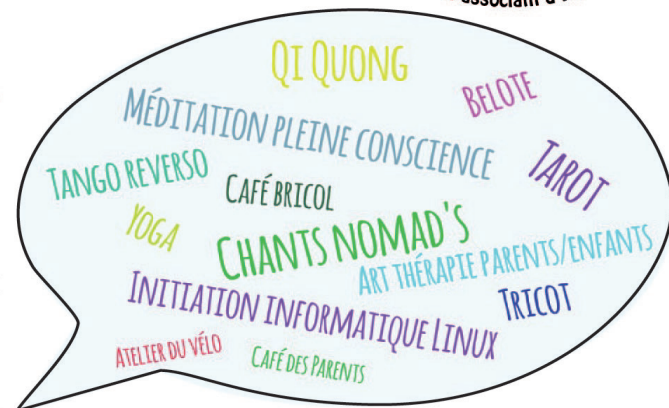 associant
QI QUONG
BELOTE
MÉDITATION PLEINE CONSCIENCE
TAROT
TANGO REVERSO
CAFÉ BRICOL
YOGA
CHANTS NOMAD'S
ART THÉRAPIE PARENTS/ENFANTS
INITIATION INFORMATIQUE LINUX
TRICOT
ATELIER DU VÉLO
CAFÉ DES PARENTS